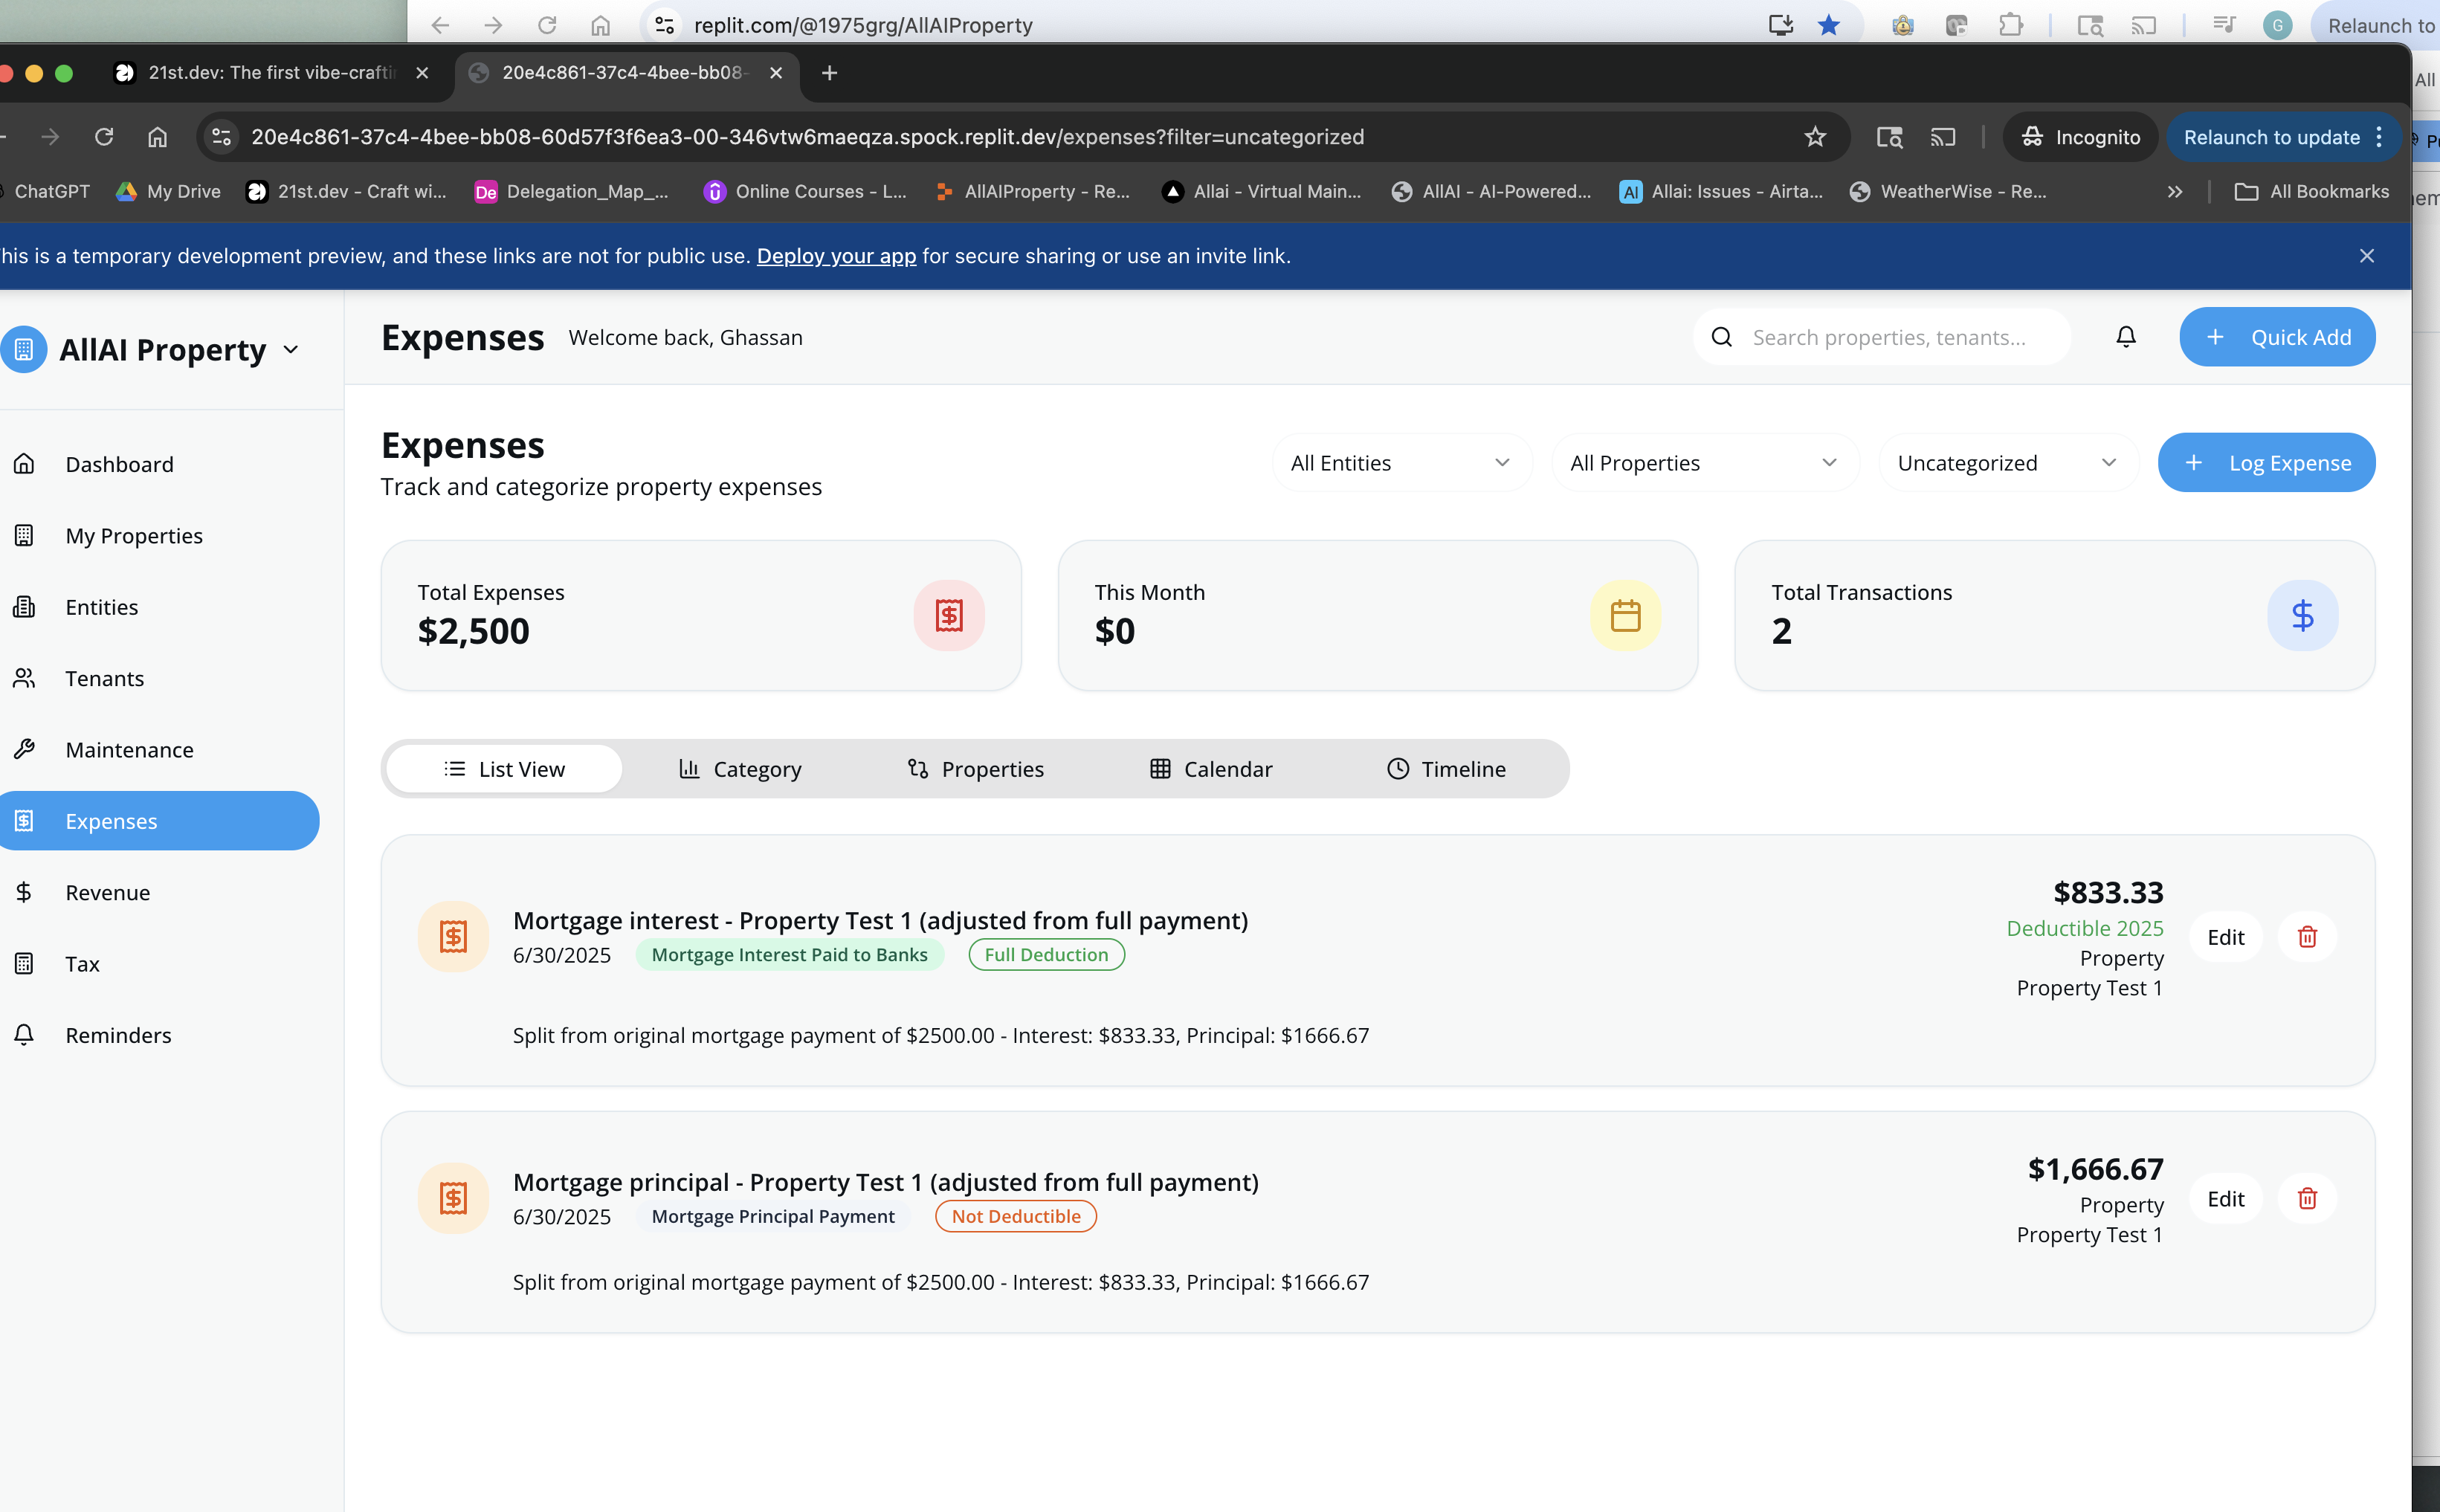 replit.com/@1975grg/AllAIProperty
G
Relaunch to
21st.dev: The first vibe-crafti
20e4c861-37c4-4bee-bb08-
All
20e4c861-37c4-4bee-bb08-60d57f3f6ea3-00-346vtw6maeqza.spock.replit.dev/expenses?filter=uncategorized
Incognito
Relaunch to update
ChatGPT
My Drive
21st.dev - Craft wi...
De
Delegation_Map_...
Online Courses - L...
AllAIProperty - Re...
Allai - Virtual Main...
AllAI - AI-Powered...
AI
Allai: Issues - Airta...
WeatherWise - Re...
All Bookmarks
his is a temporary development preview, and these links are not for public use. Deploy your app for secure sharing or use an invite link.
AllAI Property
Expenses
Welcome back, Ghassan
Search properties, tenants...
+ Quick Add
Dashboard
My Properties
Entities
Tenants
Maintenance
Expenses
Revenue
Tax
Reminders
Expenses
Track and categorize property expenses
All Entities
All Properties
Uncategorized
+ Log Expense
Total Expenses
$2,500
This Month
$0
Total Transactions
2
List View
Category
Properties
Calendar
Timeline
Mortgage interest - Property Test 1 (adjusted from full payment)
6/30/2025
Mortgage Interest Paid to Banks
Full Deduction
Split from original mortgage payment of $2500.00 - Interest: $833.33, Principal: $1666.67
$833.33
Deductible 2025
Property
Property Test 1
Edit
Mortgage principal - Property Test 1 (adjusted from full payment)
6/30/2025
Mortgage Principal Payment
Not Deductible
Split from original mortgage payment of $2500.00 - Interest: $833.33, Principal: $1666.67
$1,666.67
Property
Property Test 1
Edit